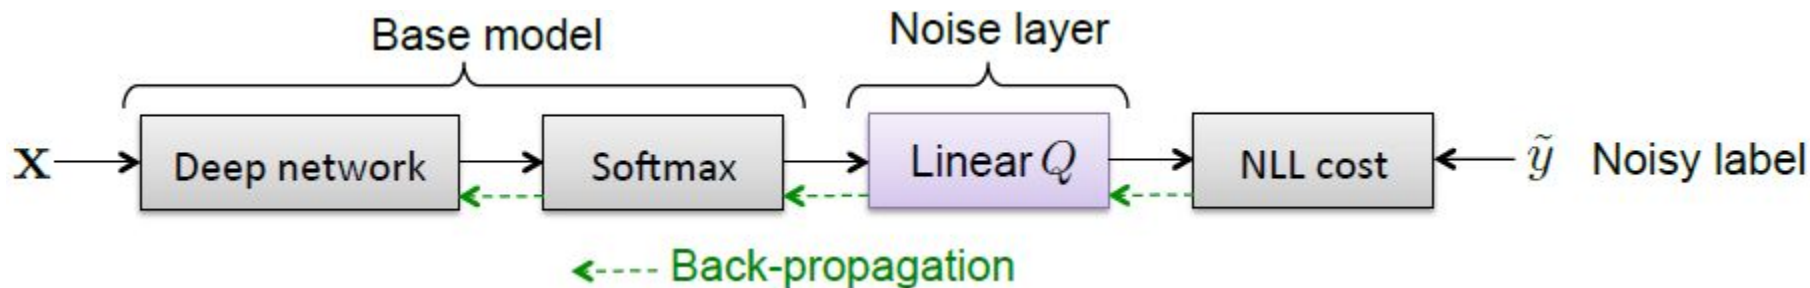 Base model
Noise layer
x
Deep network
Softmax
Linear Q
NLL cost
ỹ Noisy label
Back-propagation